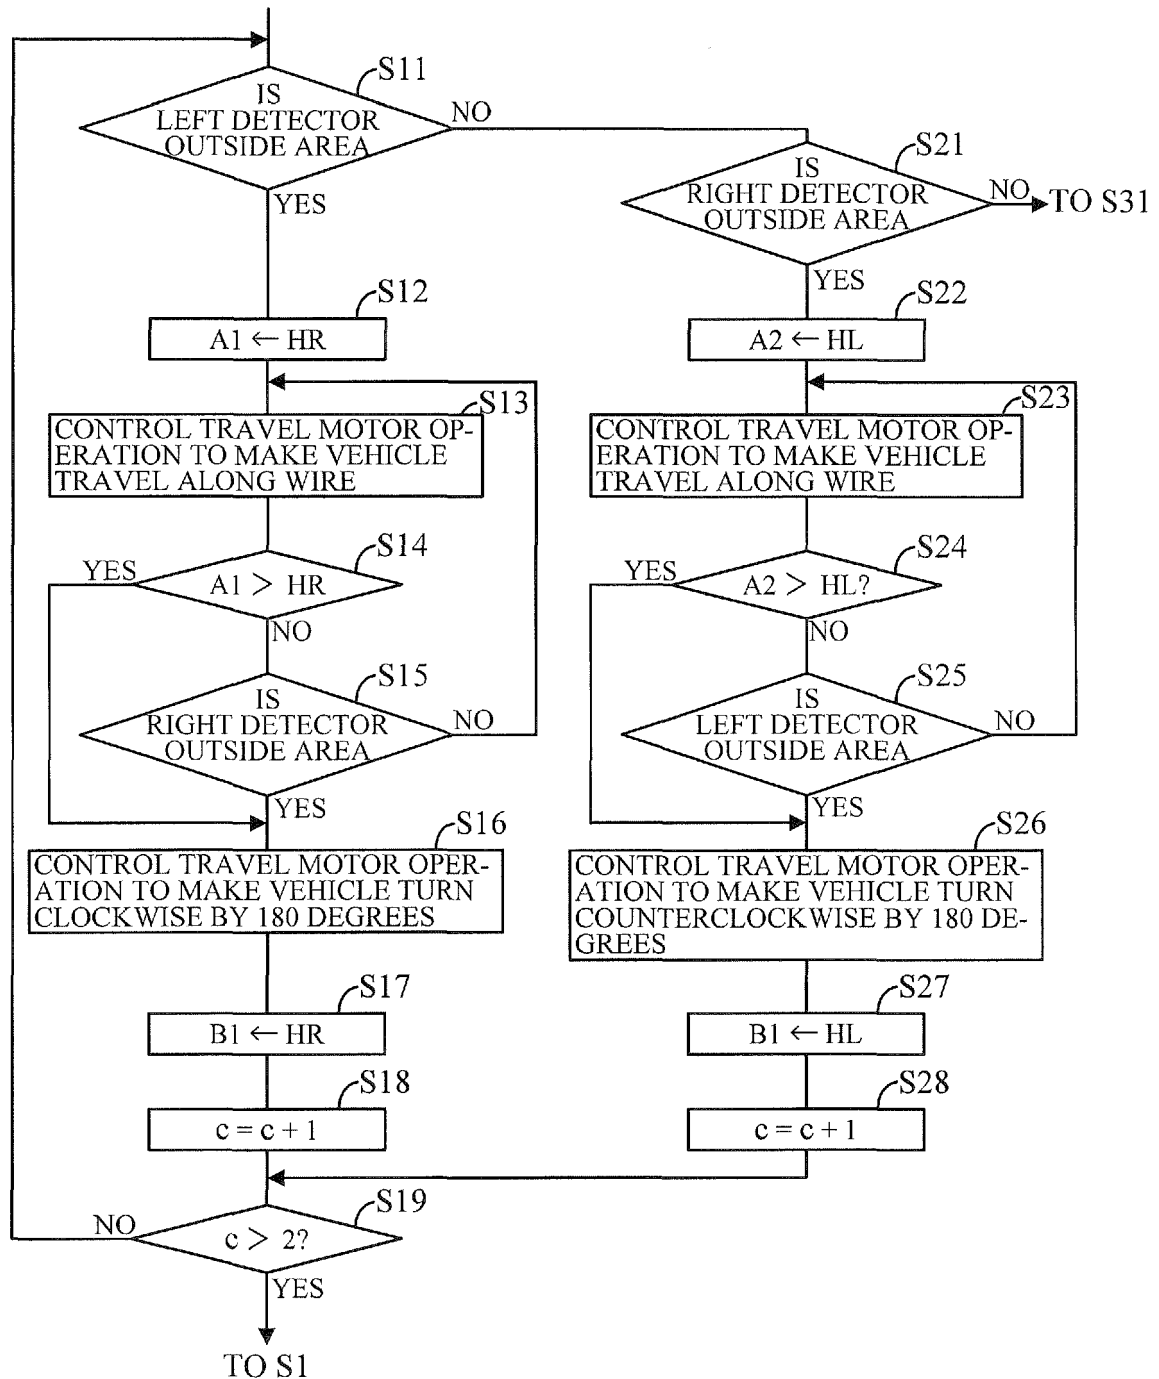 S11
IS
LEFT DETECTOR
OUTSIDE AREA
NO
YES
S21
IS
RIGHT DETECTOR
OUTSIDE AREA
NO
TO S31
YES
S12
A1 ← HR
S22
A2 ← HL
S13
CONTROL TRAVEL MOTOR OP-
ERATION TO MAKE VEHICLE
TRAVEL ALONG WIRE
S23
CONTROL TRAVEL MOTOR OP-
ERATION TO MAKE VEHICLE
TRAVEL ALONG WIRE
S14
YES
A1 > HR
NO
S24
YES
A2 > HL?
NO
S15
IS
RIGHT DETECTOR
OUTSIDE AREA
NO
YES
S25
IS
LEFT DETECTOR
OUTSIDE AREA
NO
YES
S16
CONTROL TRAVEL MOTOR OPER-
ATION TO MAKE VEHICLE TURN
CLOCKWISE BY 180 DEGREES
S26
CONTROL TRAVEL MOTOR OPER-
ATION TO MAKE VEHICLE TURN
COUNTERCLOCKWISE BY 180 DE-
GREES
S17
B1 ← HR
S27
B1 ← HL
S18
c = c + 1
S28
c = c + 1
S19
NO
c > 2?
YES
TO S1